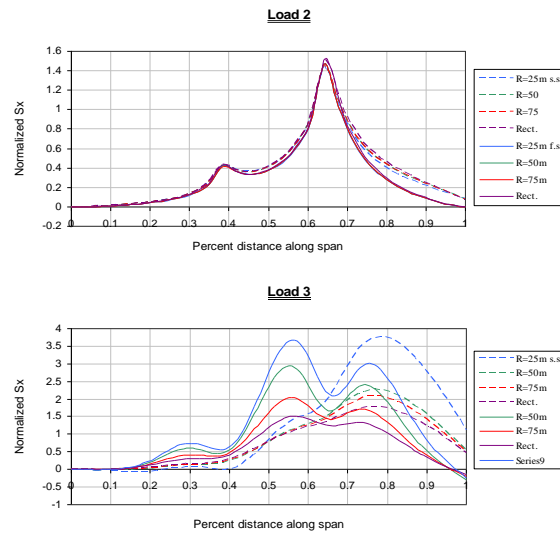 Load 2
Normalized Sx
1.6
1.4
1.2
1
0.8
0.6
0.4
0.2
0
-0.2
0 0.1 0.2 0.3 0.4 0.5 0.6 0.7 0.8 0.9 1
Percent distance along span
R=25m s.s
R=50
R=75
Rect.
R=25m f.s
R=50m
R=75m
Rect.
Load 3
Normalized Sx
4
3.5
3
2.5
2
1.5
1
0.5
0
-0.5
-1
0 0.1 0.2 0.3 0.4 0.5 0.6 0.7 0.8 0.9 1
Percent distance along span
R=25m s.s
R=50m
R=75m
Rect.
R=50m
R=75m
Rect.
Series9